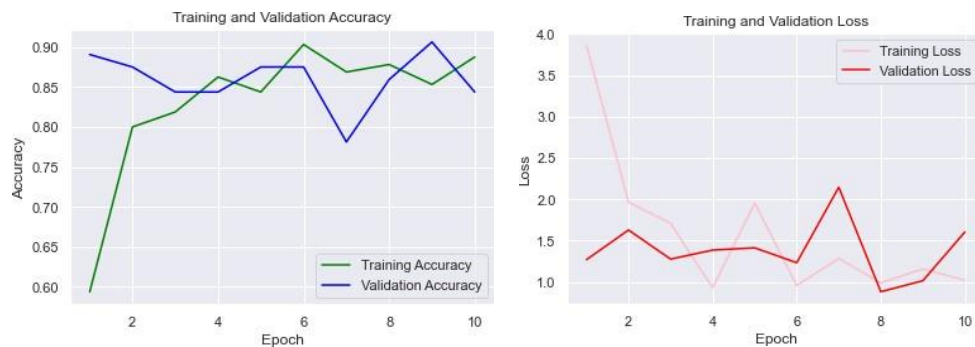 Training and Validation Accuracy
0.90
0.85
0.80
0.75
0.70
0.65
0.60
Accuracy
Training Accuracy
Validation Accuracy
2
4
6
8
10
Epoch
Training and Validation Loss
4.0
3.5
3.0
2.5
2.0
1.5
1.0
Loss
Training Loss
Validation Loss
2
4
6
8
10
Epoch